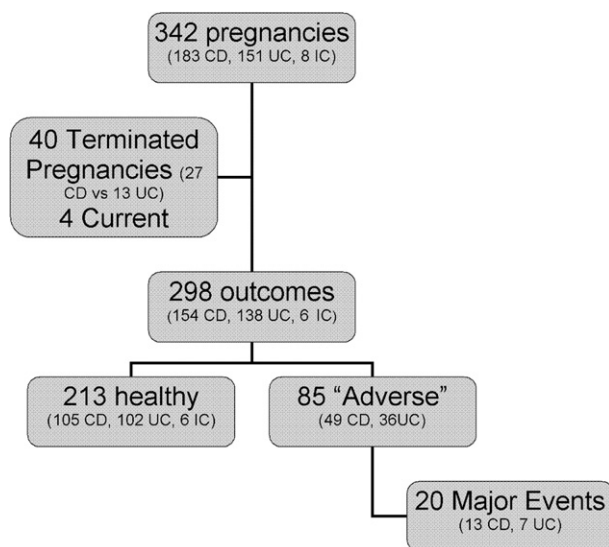 342 pregnancies
(183 CD, 151 UC, 8 IC)
40 Terminated
Pregnancies (27
CD vs 13 UC)
4 Current
298 outcomes
(154 CD, 138 UC, 6 IC)
213 healthy
(105 CD, 102 UC, 6 IC)
85 “Adverse”
(49 CD, 36UC)
20 Major Events
(13 CD, 7 UC)